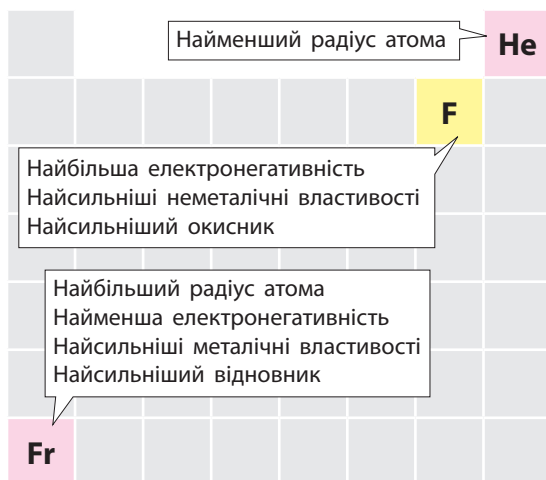 Найменший радіус атома
He
F
Найбільша електронегативність
Найсильніші неметалічні властивості
Найсильніший окисник
Найбільший радіус атома
Найменша електронегативність
Найсильніші металічні властивості
Найсильніший відновник
Fr